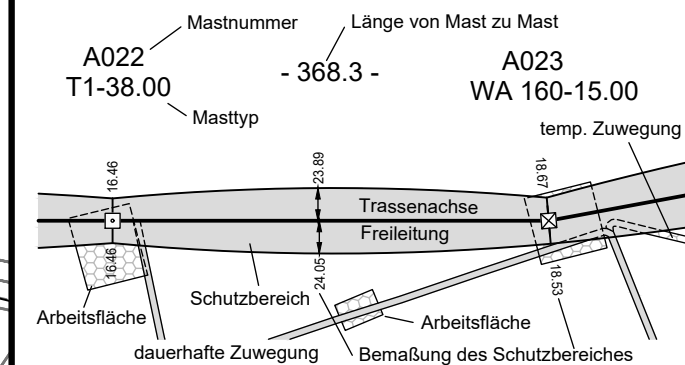 Mastnummer
Länge von Mast zu Mast
A022
T1-38.00
- 368.3 -
A023
WA 160-15.00
Masttyp
temp. Zuwegung
16.46
23.89
18.67
Trassenachse
Freileitung
16.46
24.05
18.53
Schutzbereich
Arbeitsfläche
Arbeitsfläche
dauerhafte Zuwegung
Bemaßung des Schutzbereiches